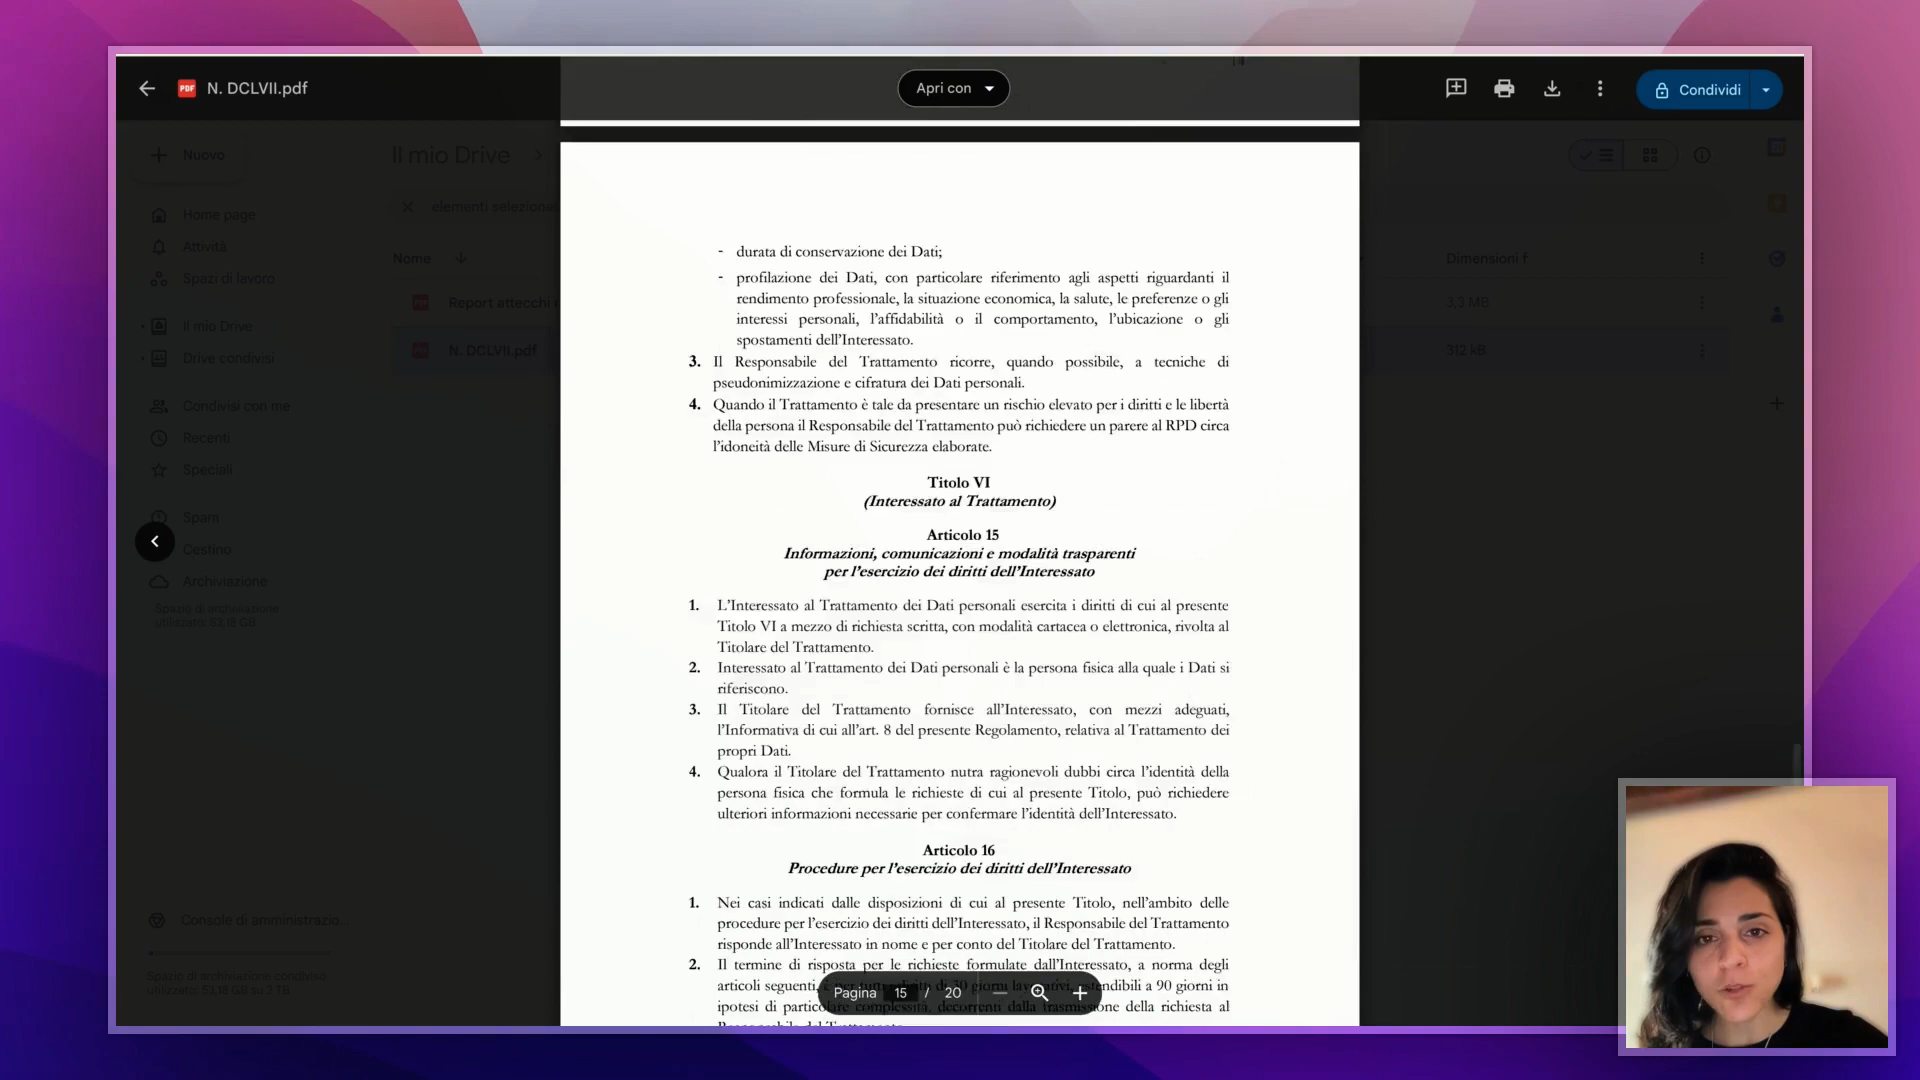 N. DCLVII.pdf
Apri con
Condividi
Nuovo
Il mio Drive
Home page
elementi seleziona
Attività
Spazi di lavoro
Nome
Dimensioni f
Report attecchi
3,3 MB
Il mio Drive
N. DCLVII.pdf
312 kB
Drive condivisi
Condivisi con me
Recenti
Speciali
Spam
Cestino
Archiviazione
Spazio di archiviazione
utilizzato: 53,18 GB
Console di amministrazio...
Spazio di archiviazione condiviso
utilizzato: 53,18 GB su 3 TB
- durata di conservazione dei Dati;
- profilazione dei Dati, con particolare riferimento agli aspetti riguardanti il
rendimento professionale, la situazione economica, la salute, le preferenze o gli
interessi personali, l’affidabilità o il comportamento, l’ubicazione o gli
spostamenti dell’Interessato.
3. Il Responsabile del Trattamento ricorre, quando possibile, a tecniche di
pseudonimizzazione e cifratura dei Dati personali.
4. Quando il Trattamento è tale da presentare un rischio elevato per i diritti e le libertà
della persona il Responsabile del Trattamento può richiedere un parere al RPD circa
l’idoneità delle Misure di Sicurezza elaborate.
Titolo VI
(Interessato al Trattamento)
Articolo 15
Informazioni, comunicazioni e modalità trasparenti
per l’esercizio dei diritti dell’Interessato
1. L’Interessato al Trattamento dei Dati personali esercita i diritti di cui al presente
Titolo VI a mezzo di richiesta scritta, con modalità cartacea o elettronica, rivolta al
Titolare del Trattamento.
2. Interessato al Trattamento dei Dati personali è la persona fisica alla quale i Dati si
riferiscono.
3. Il Titolare del Trattamento fornisce all’Interessato, con mezzi adeguati,
l’Informativa di cui all’art. 8 del presente Regolamento, relativa al Trattamento dei
propri Dati.
4. Qualora il Titolare del Trattamento nutra ragionevoli dubbi circa l’identità della
persona fisica che formula le richieste di cui al presente Titolo, può richiedere
ulteriori informazioni necessarie per confermare l’identità dell’Interessato.
Articolo 16
Procedure per l’esercizio dei diritti dell’Interessato
1. Nei casi indicati dalle disposizioni di cui al presente Titolo, nell’ambito delle
procedure per l’esercizio dei diritti dell’Interessato, il Responsabile del Trattamento
risponde all’Interessato in nome e per conto del Titolare del Trattamento.
2. Il termine di risposta per le richieste formulate dall’Interessato, a norma degli
articoli seguenti, giorni estendibili a 90 giorni in
ipotesi di particolare complessità, decorrenti dalla trasmissione della richiesta al
Pagina 15 / 20